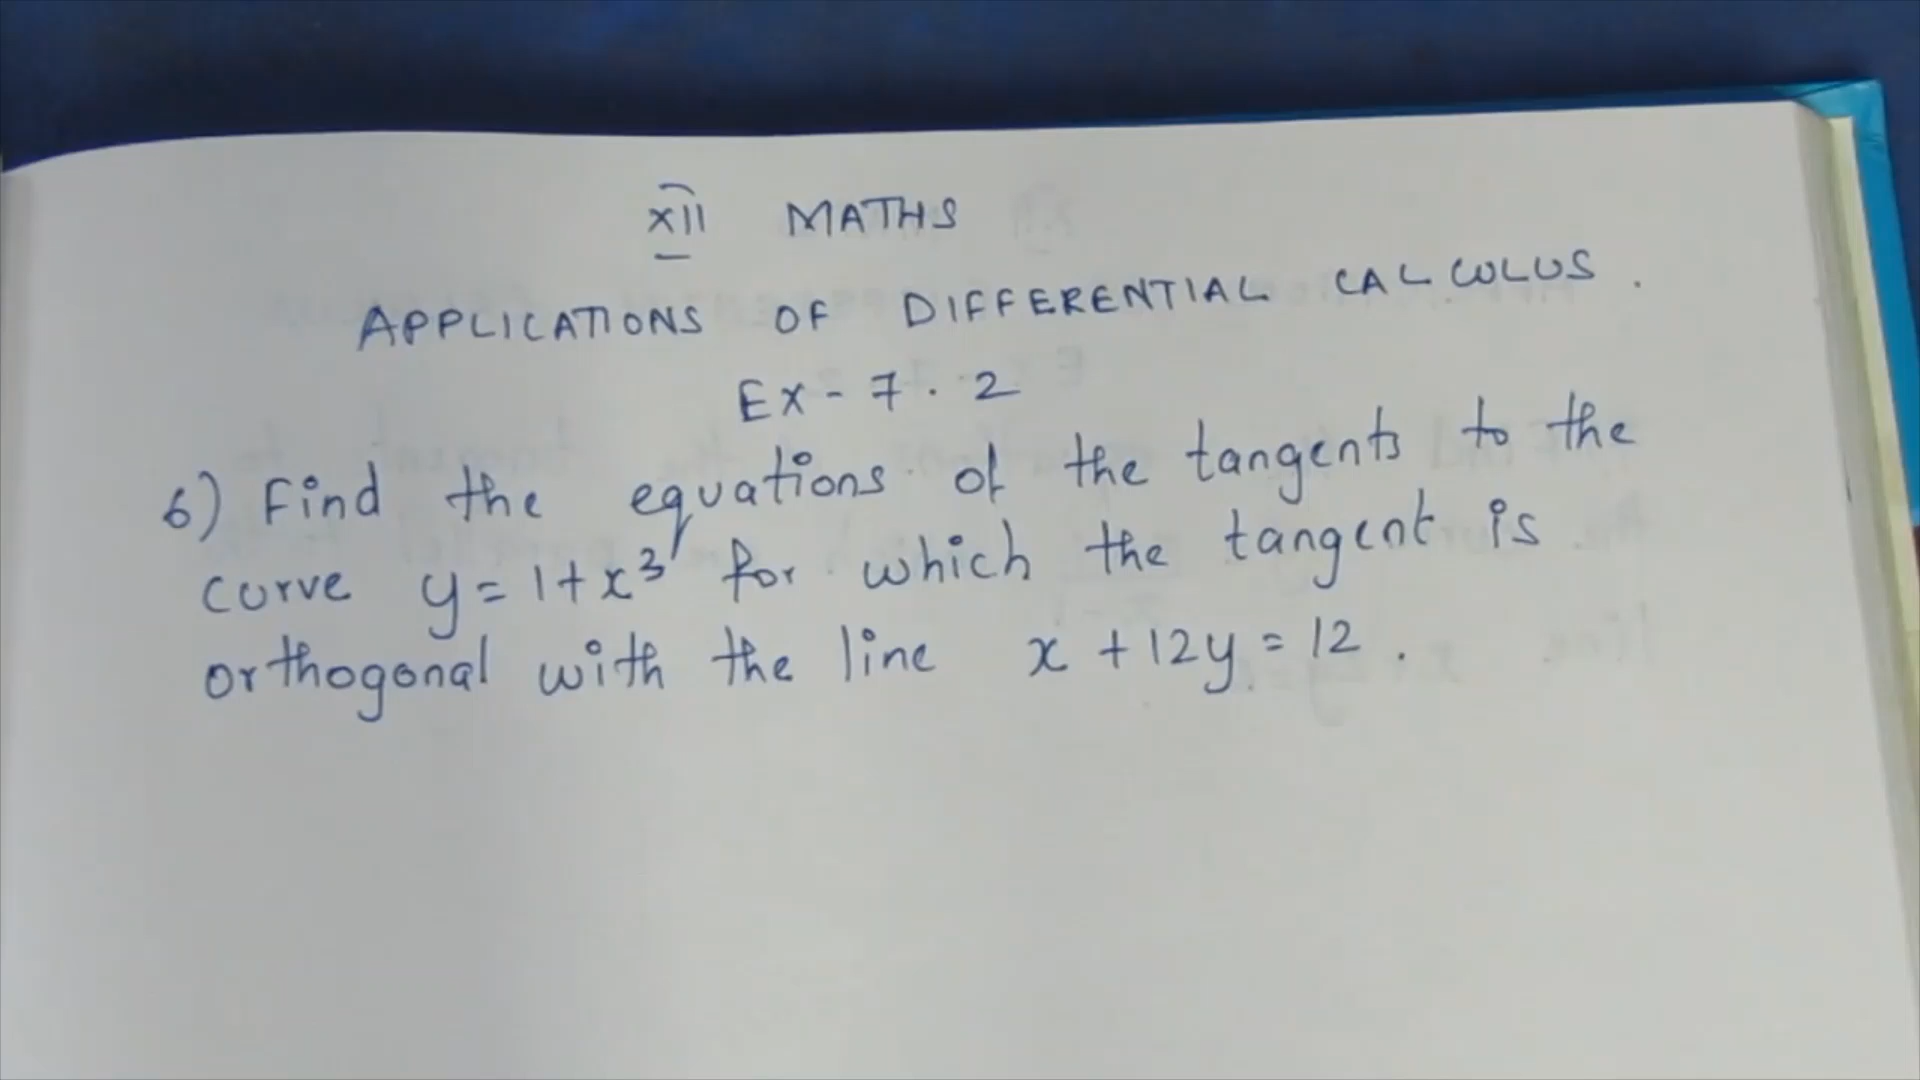 XII MATHS
APPLICATIONS OF DIFFERENTIAL CALCULUS.
Ex - 7.2
6) Find the equations of the tangents to the
curve y = 1 + x³ for which the tangent is
orthogonal with the line x + 12y = 12.